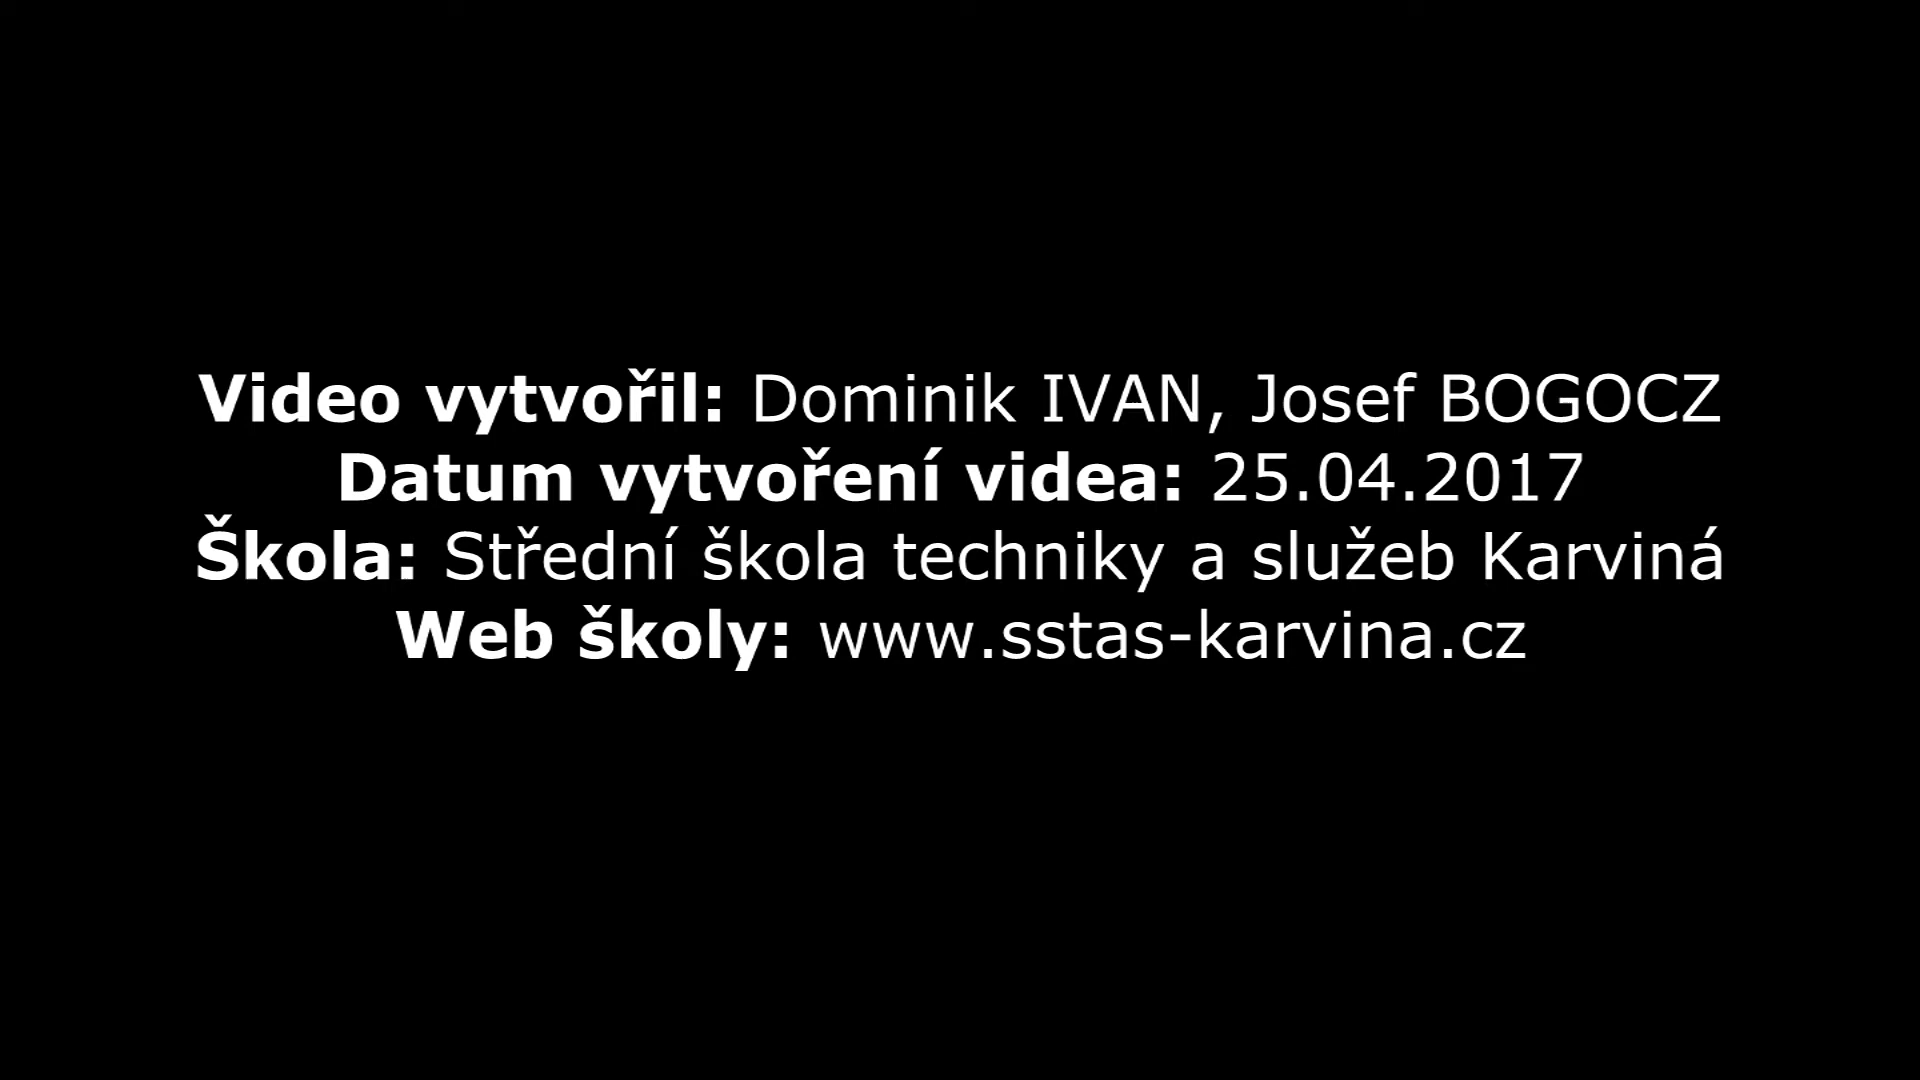 Video vytvořil: Dominik IVAN, Josef BOGOCZ
Datum vytvoření videa: 25.04.2017
Škola: Střední škola techniky a služeb Karviná
Web školy: www.sstas-karvina.cz